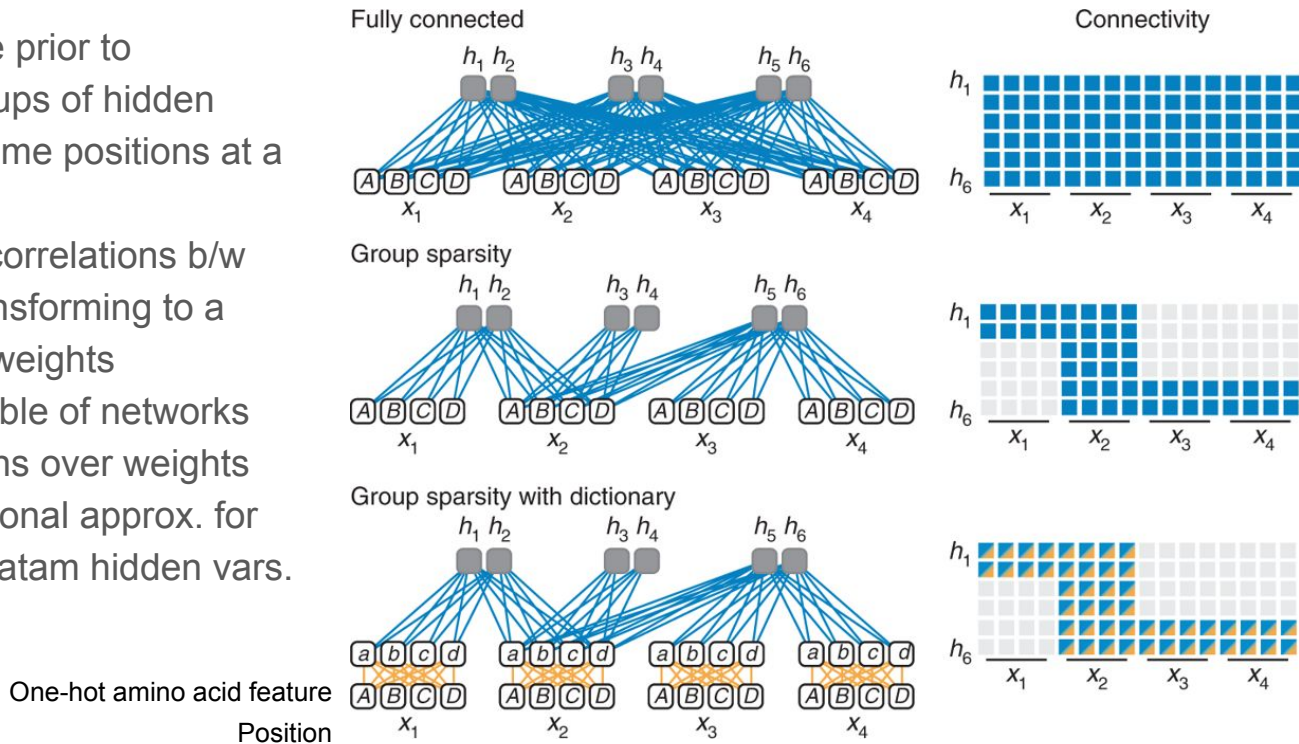 e prior to
ups of hidden
me positions at a
correlations b/w
nsforming to a
weights
ble of networks
ns over weights
onal approx. for
atam hidden vars.
One-hot amino acid feature
Position
Fully connected
h1 h2 h3 h4 h5 h6
A B C D A B C D A B C D A B C D
x1 x2 x3 x4
Group sparsity
h1 h2 h3 h4 h5 h6
A B C D A B C D A B C D A B C D
x1 x2 x3 x4
Group sparsity with dictionary
h1 h2 h3 h4 h5 h6
a b c d a b c d a b c d a b c d
A B C D A B C D A B C D A B C D
x1 x2 x3 x4
Connectivity
h1
h6
x1 x2 x3 x4
h1
h6
x1 x2 x3 x4
h1
h6
x1 x2 x3 x4